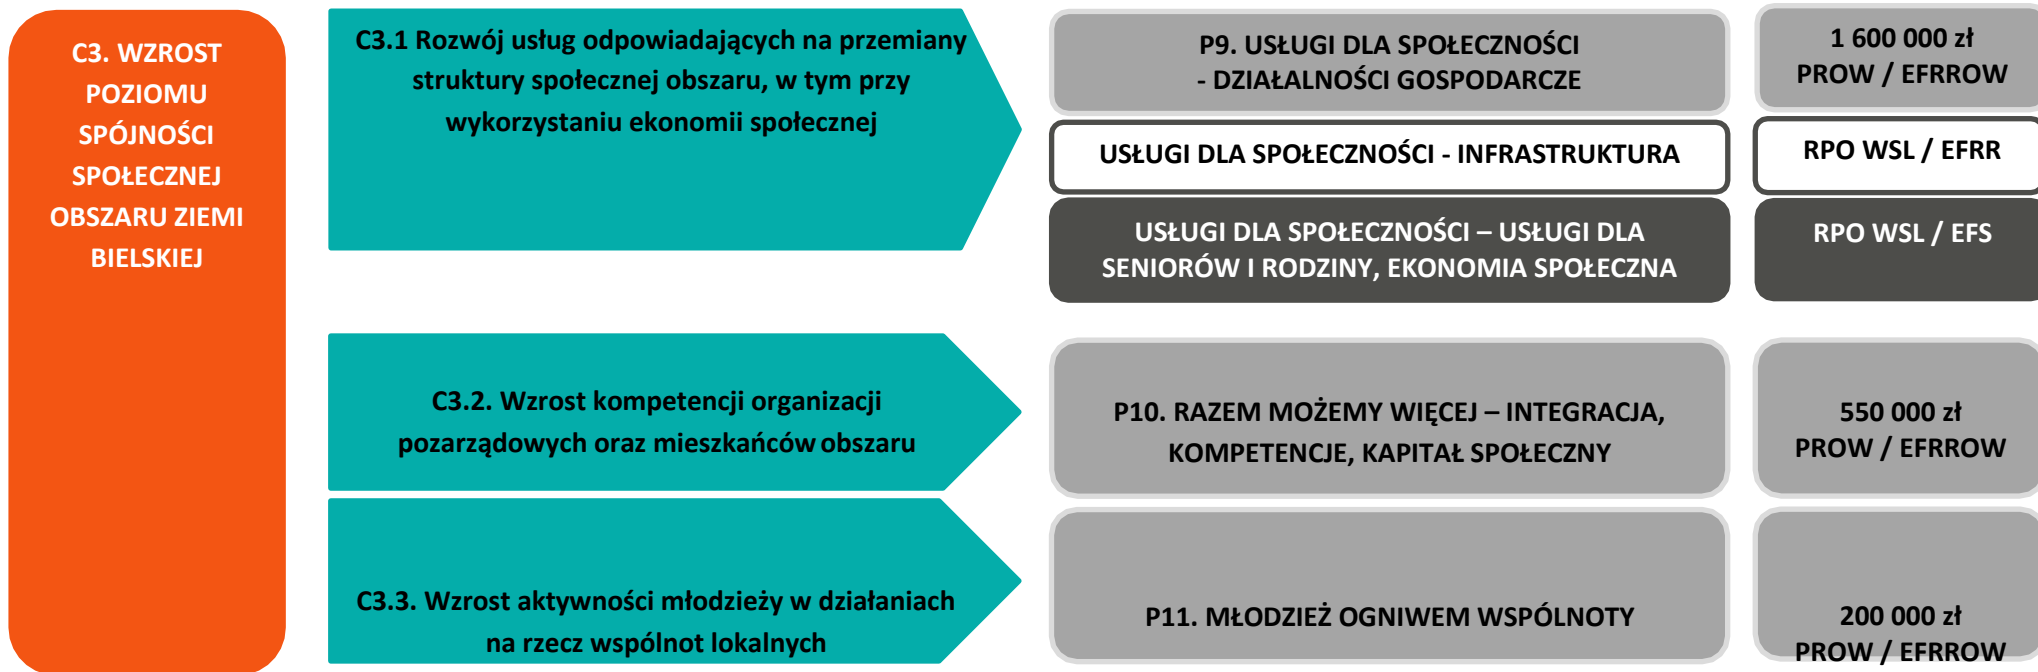 C3. WZROST
POZIOMU
SPÓJNOŚCI
SPOŁECZNEJ
OBSZARU ZIEMI
BIELSKIEJ
C3.1 Rozwój usług odpowiadających na przemiany
struktury społecznej obszaru, w tym przy
wykorzystaniu ekonomii społecznej
P9. USŁUGI DLA SPOŁECZNOŚCI
- DZIAŁALNOŚCI GOSPODARCZE
1 600 000 zł
PROW / EFRROW
USŁUGI DLA SPOŁECZNOŚCI - INFRASTRUKTURA
RPO WSL / EFRR
USŁUGI DLA SPOŁECZNOŚCI – USŁUGI DLA
SENIORÓW I RODZINY, EKONOMIA SPOŁECZNA
RPO WSL / EFS
C3.2. Wzrost kompetencji organizacji
pozarządowych oraz mieszkańców obszaru
P10. RAZEM MOŻEMY WIĘCEJ – INTEGRACJA,
KOMPETENCJE, KAPITAŁ SPOŁECZNY
550 000 zł
PROW / EFRROW
C3.3. Wzrost aktywności młodzieży w działaniach
na rzecz wspólnot lokalnych
P11. MŁODZIEŻ OGNIWEM WSPÓLNOTY
200 000 zł
PROW / EFRROW